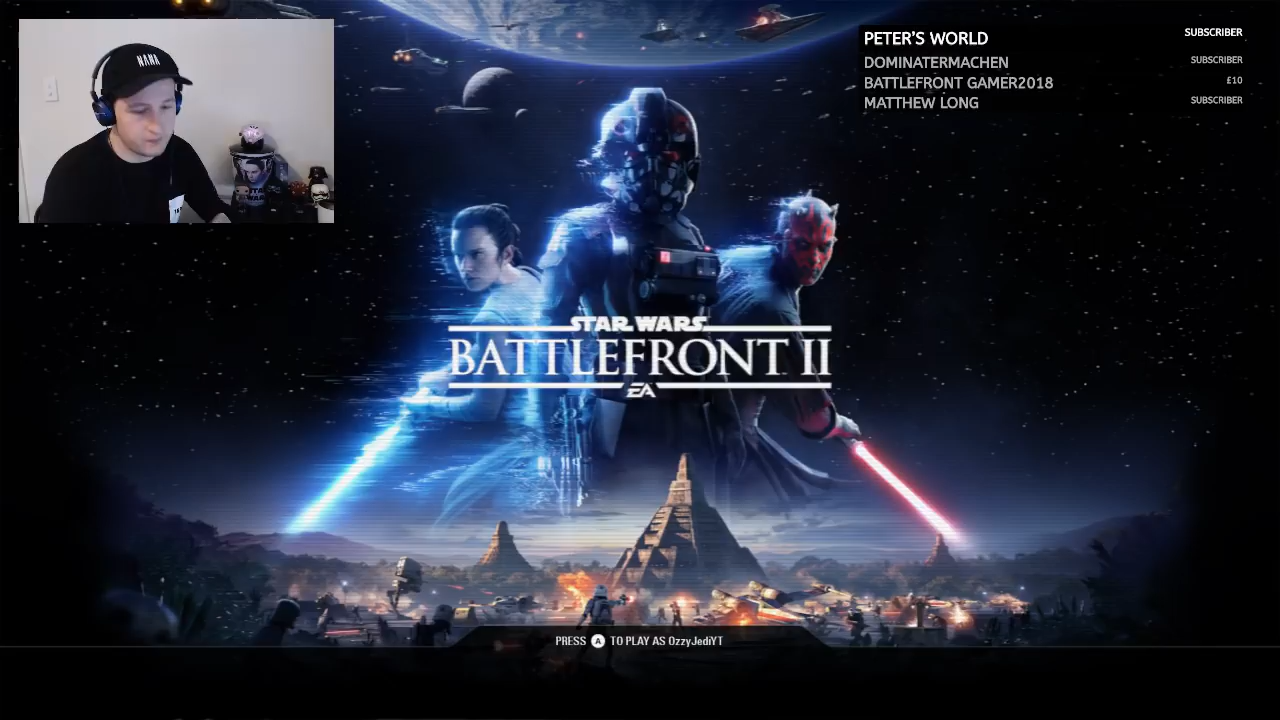 NANA
PETER'S WORLD SUBSCRIBER
DOMINATERMACHEN SUBSCRIBER
BATTLEFRONT GAMER2018 £10
MATTHEW LONG SUBSCRIBER
STAR WARS
BATTLEFRONT II
EA
PRESS A TO PLAY AS OzzyJediYT